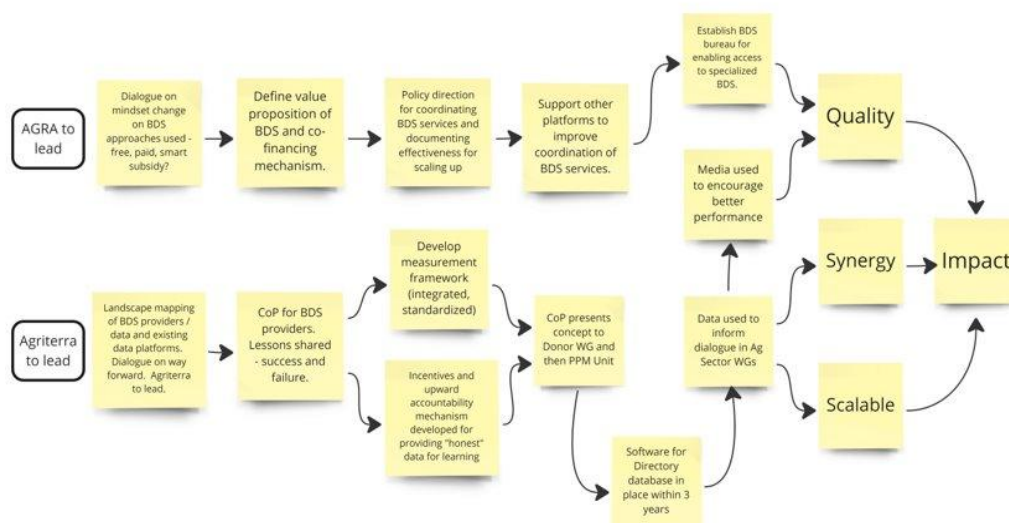 AGRA to
lead
Dialogue on
mindset change
on BDS
approaches used -
free, paid, smart
subsidy?
Define value
proposition of
BDS and co-
financing
mechanism.
Policy direction
for coordinating
BDS services and
documenting
effectiveness for
scaling up
Support other
platforms to
improve
coordination of
BDS services.
Establish BDS
bureau for
enabling access
to specialized
BDS.
Quality
Media used
to encourage
better
performance
Agriterra
to lead
Landscape mapping
of BDS providers /
data and existing
data platforms.
Dialogue on way
forward. Agriterra
to lead.
CoP for BDS
providers.
Lessons shared
- success and
failure.
Develop
measurement
framework
(integrated,
standardized)
Incentives and
upward
accountability
mechanism
developed for
providing "honest"
data for learning
CoP presents
concept to
Donor WG and
then PPM Unit
Software for
Directory
database in
place within 3
years
Data used to
inform
dialogue in Ag
Sector WGs
Synergy
Scalable
Impact